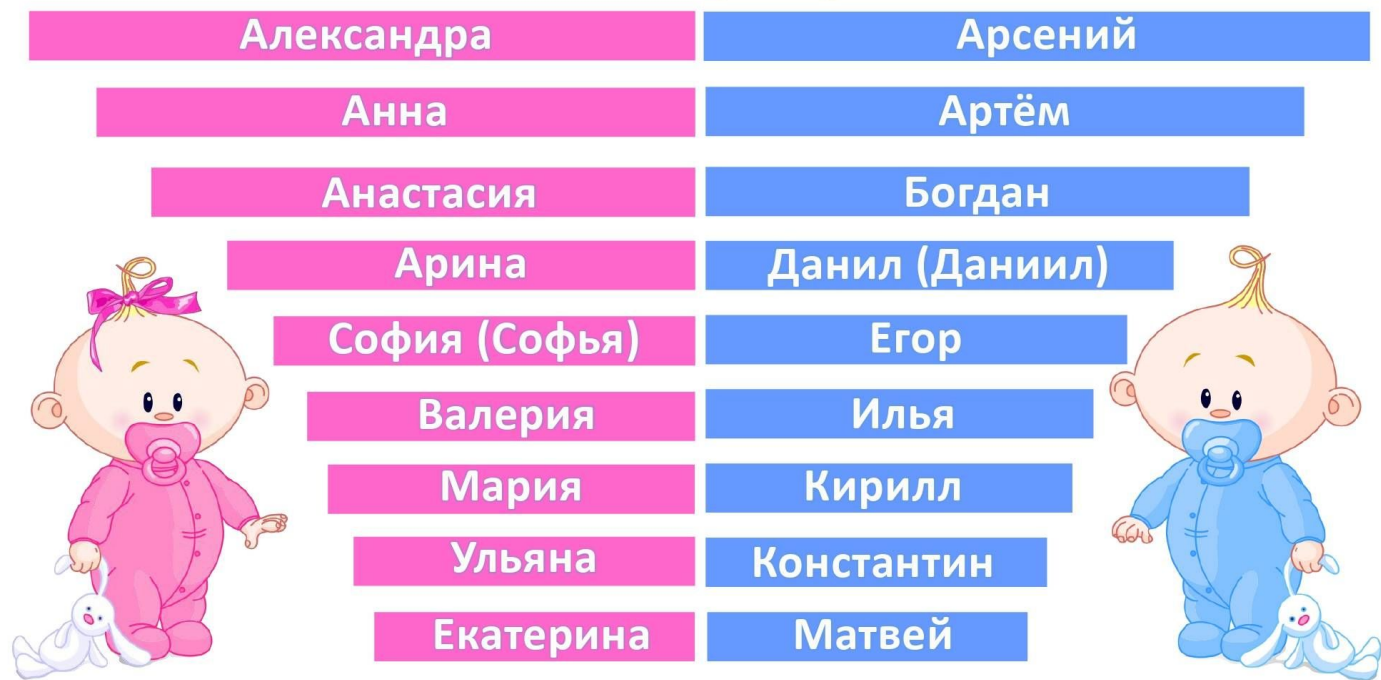 Александра Арсений
Анна Артём
Анастасия Богдан
Арина Данил (Даниил)
София (Софья) Егор
Валерия Илья
Мария Кирилл
Ульяна Константин
Екатерина Матвей